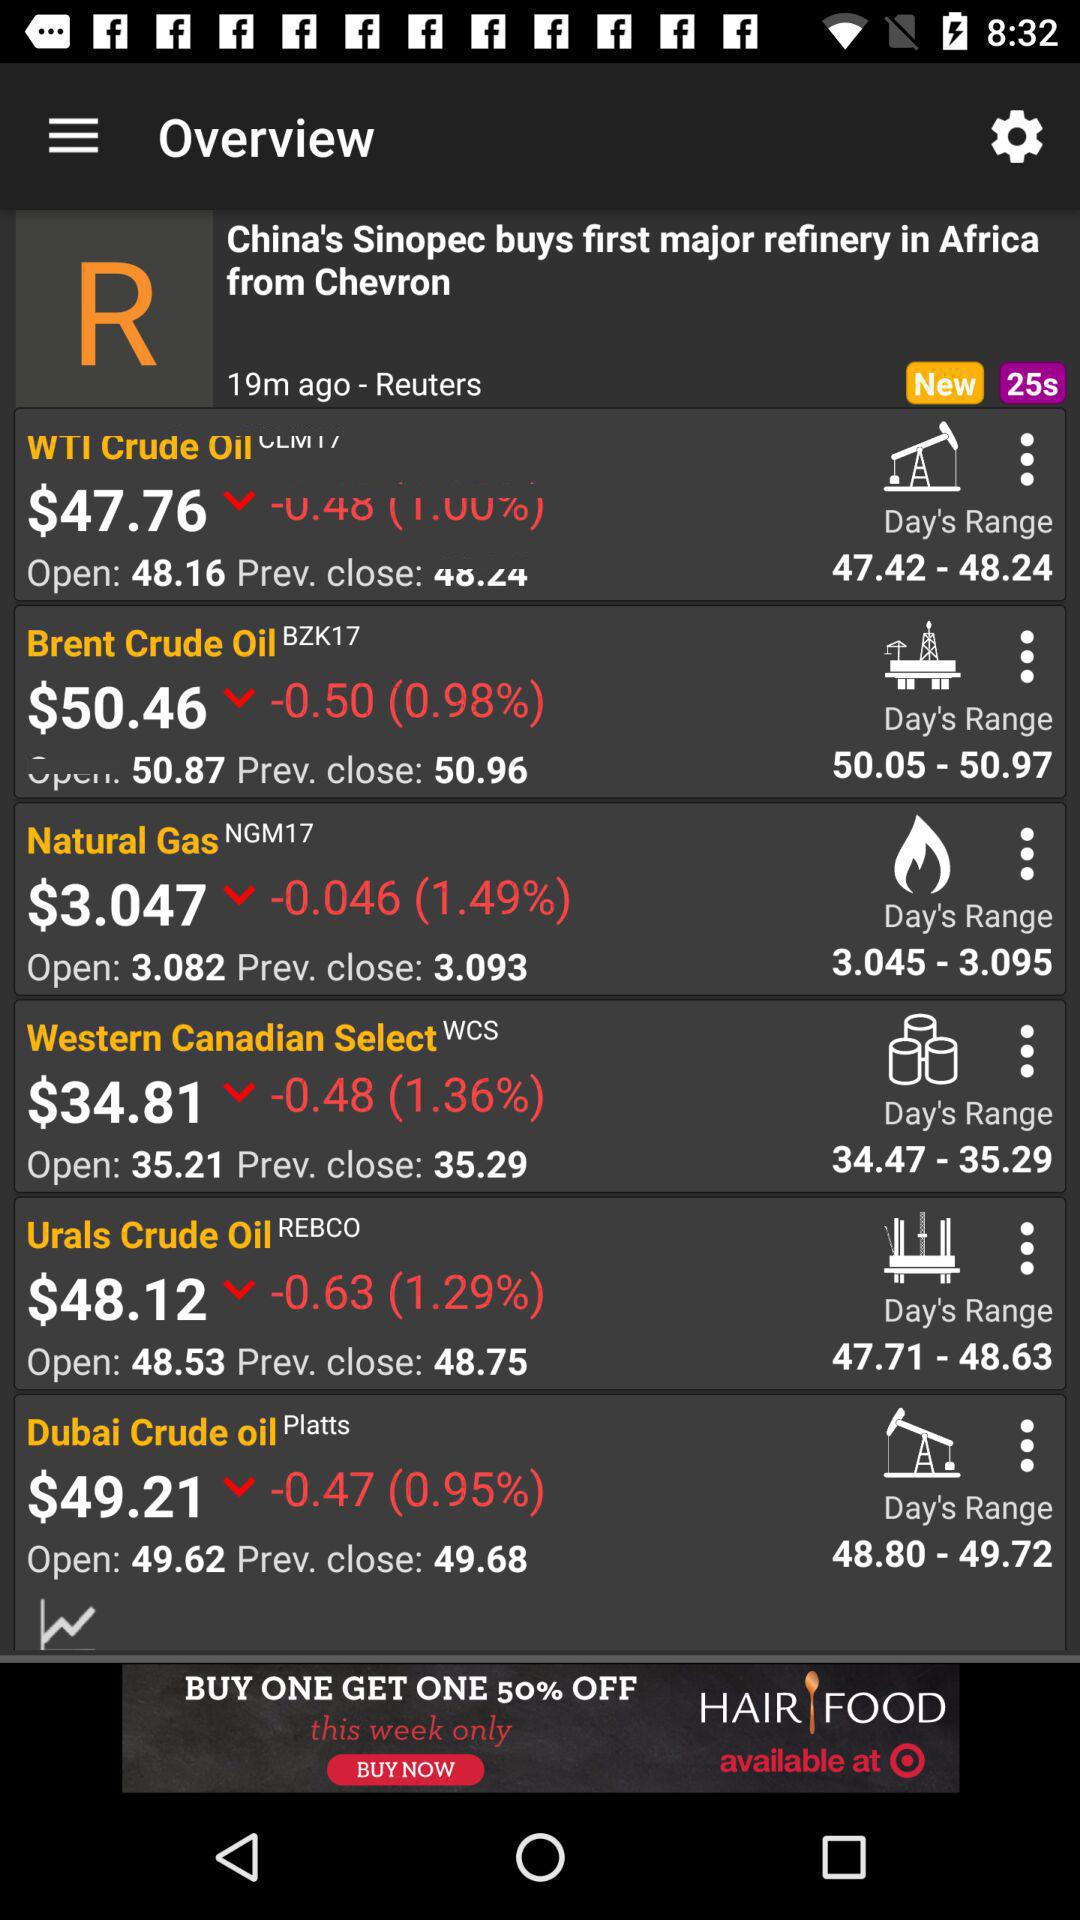 8:32
Overview
R
China's Sinopec buys first major refinery in Africa
from Chevron
19m ago - Reuters New 25s
WTI Crude Oil CLM17
$47.76 -0.48 (1.00%)
Day's Range
Open: 48.16 Prev. close: 48.24 47.42 - 48.24
Brent Crude Oil BZK17
$50.46 -0.50 (0.98%)
Day's Range
Open: 50.87 Prev. close: 50.96 50.05 - 50.97
Natural Gas NGM17
$3.047 -0.046 (1.49%)
Day's Range
Open: 3.082 Prev. close: 3.093 3.045 - 3.095
Western Canadian Select WCS
$34.81 -0.48 (1.36%)
Day's Range
Open: 35.21 Prev. close: 35.29 34.47 - 35.29
Urals Crude Oil REBCO
$48.12 -0.63 (1.29%)
Day's Range
Open: 48.53 Prev. close: 48.75 47.71 - 48.63
Dubai Crude oil Platts
$49.21 -0.47 (0.95%)
Day's Range
Open: 49.62 Prev. close: 49.68 48.80 - 49.72
BUY ONE GET ONE 50% OFF
this week only
BUY NOW
HAIR FOOD
available at